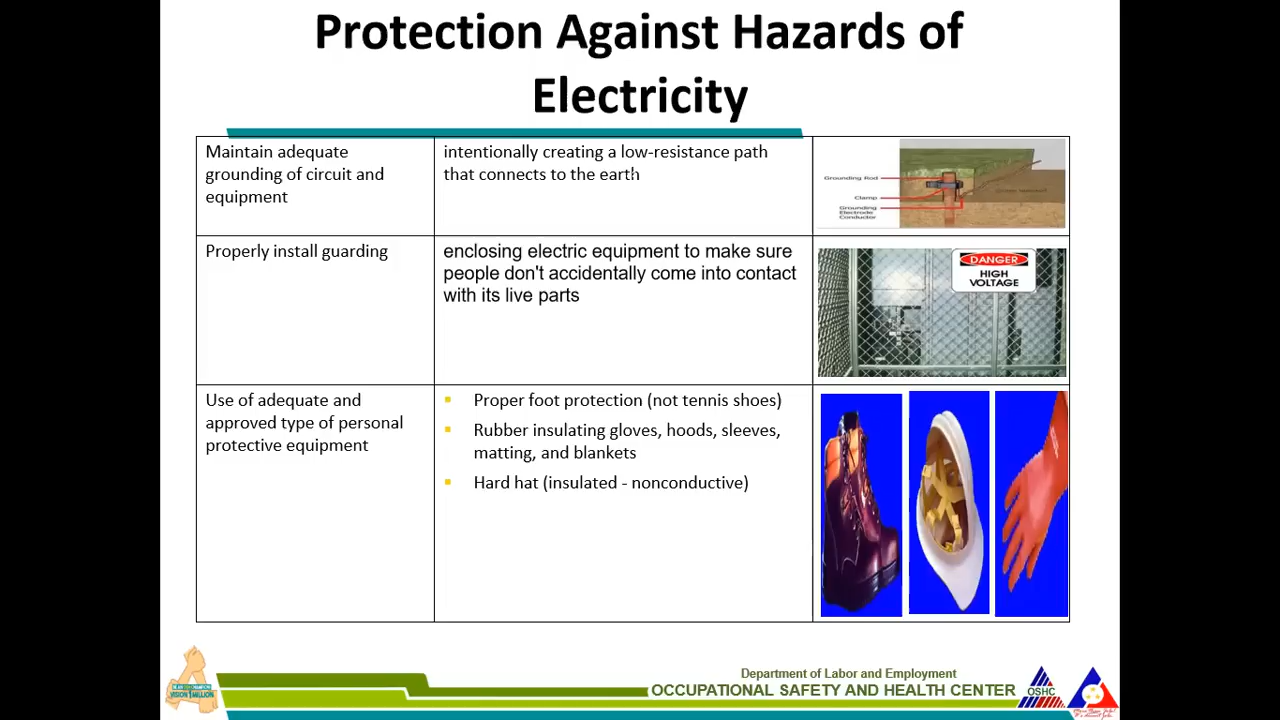 Protection Against Hazards of
Electricity
Maintain adequate
grounding of circuit and
equipment
intentionally creating a low-resistance path
that connects to the earth
Grounding Rod
Clamp
Grounding
Electrode
Conductor
Properly install guarding
enclosing electric equipment to make sure
people don't accidentally come into contact
with its live parts
DANGER
HIGH
VOLTAGE
Use of adequate and
approved type of personal
protective equipment
▪ Proper foot protection (not tennis shoes)
▪ Rubber insulating gloves, hoods, sleeves,
matting, and blankets
▪ Hard hat (insulated - nonconductive)
VISION 1 MILLION
Department of Labor and Employment
OCCUPATIONAL SAFETY AND HEALTH CENTER
OSHC